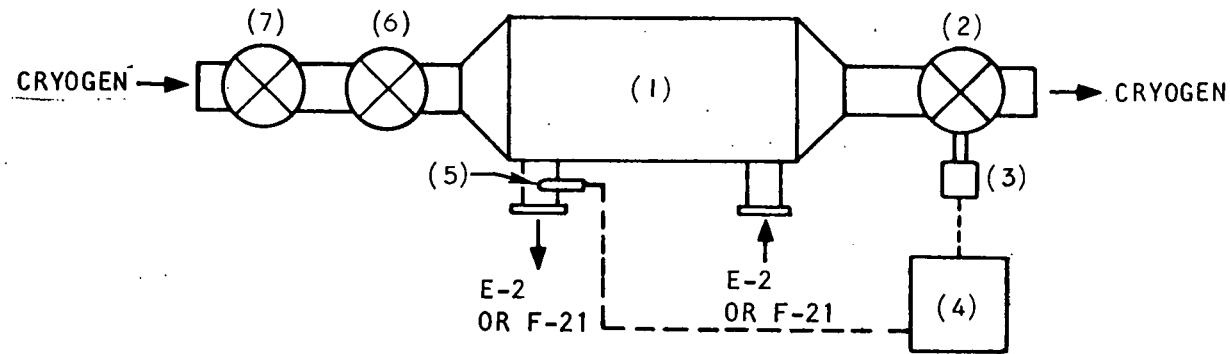 (7)
(6)
(2)
CRYOGEN
(1)
CRYOGEN
(5)
(3)
E-2
OR F-21
E-2
OR F-21
(4)